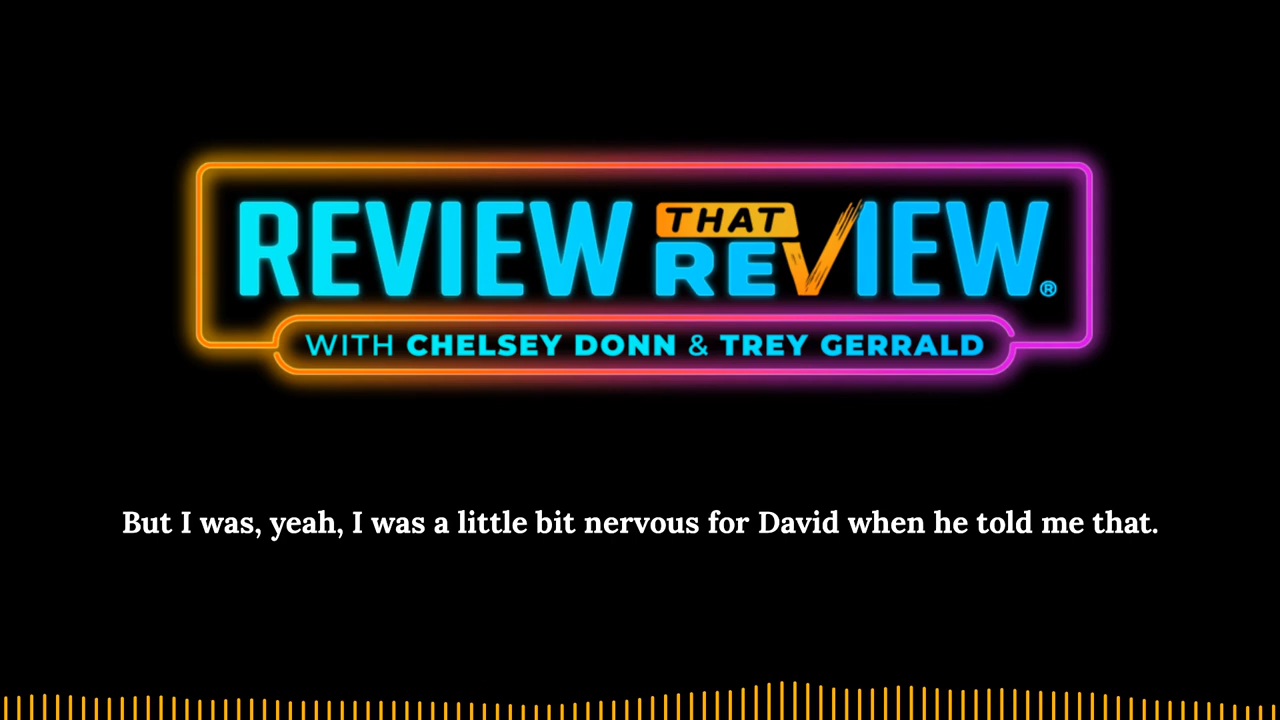 REVIEW THAT REVIEW®
WITH CHELSEY DONN & TREY GERRALD
But I was, yeah, I was a little bit nervous for David when he told me that.